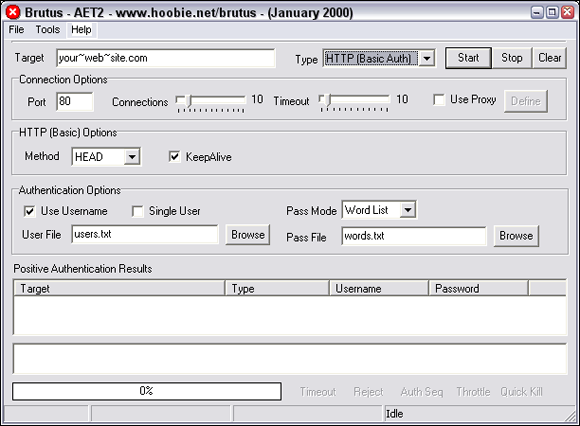 Brutus - AET2 - www.hoobie.net/brutus - (January 2000)
File Tools Help
Target your~web~site.com Type HTTP (Basic Auth) Start Stop Clear
Connection Options
Port 80 Connections 10 Timeout 10 Use Proxy Define
HTTP (Basic) Options
Method HEAD KeepAlive
Authentication Options
Use Username Single User Pass Mode Word List
User File users.txt Browse Pass File words.txt Browse
Positive Authentication Results
Target Type Username Password
0% Timeout Reject Auth Seq Throttle Quick Kill
Idle